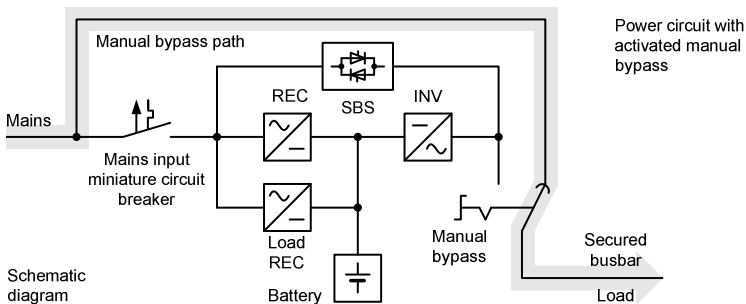 Manual bypass path
Power circuit with
activated manual
bypass
REC
SBS
INV
Mains
Mains input
miniature circuit
breaker
Load
REC
Manual
bypass
Secured
busbar
Load
Schematic
diagram
Battery